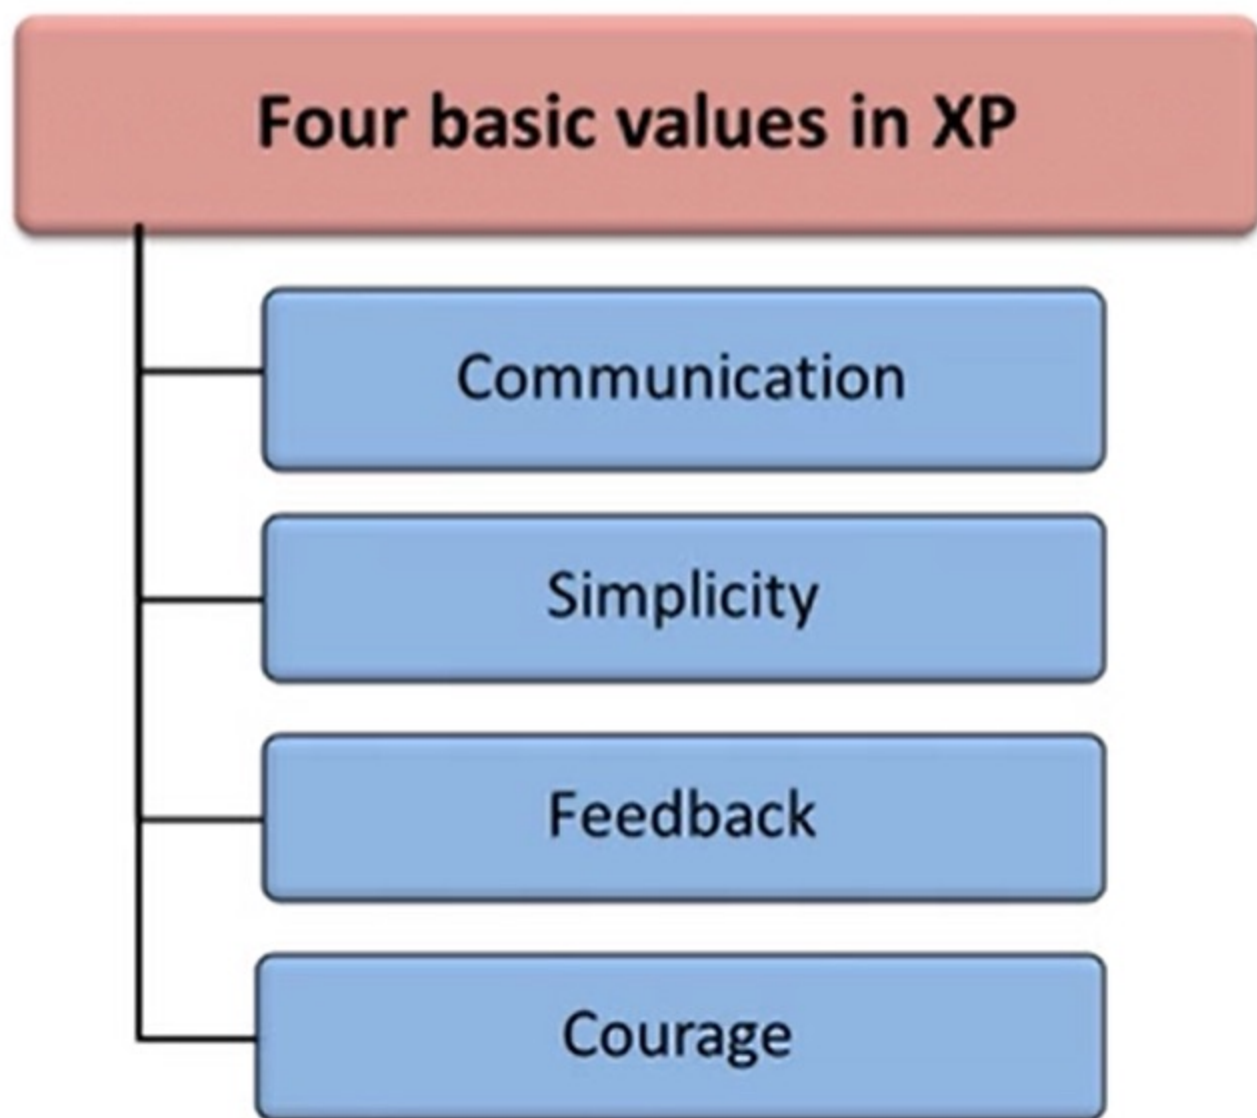 Four basic values in XP
Communication
Simplicity
Feedback
Courage